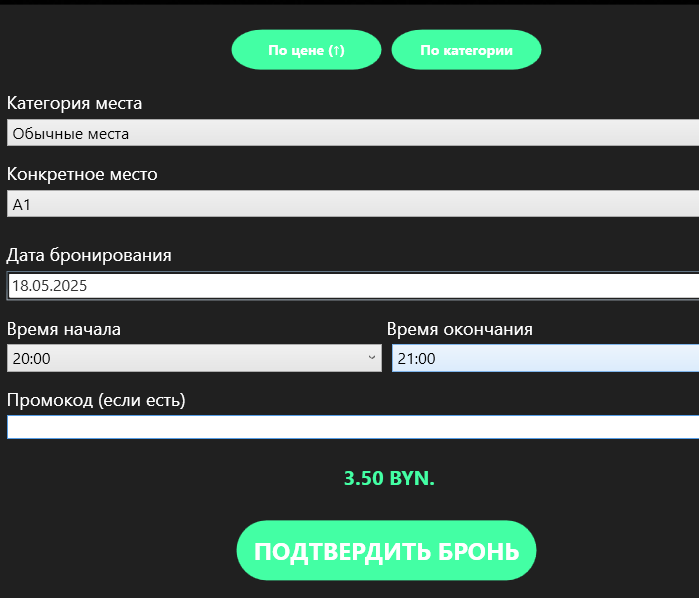 По цене (↑) По категории
Категория места
Обычные места
Конкретное место
A1
Дата бронирования
18.05.2025
Время начала Время окончания
20:00 21:00
Промокод (если есть)
3.50 BYN.
ПОДТВЕРДИТЬ БРОНЬ